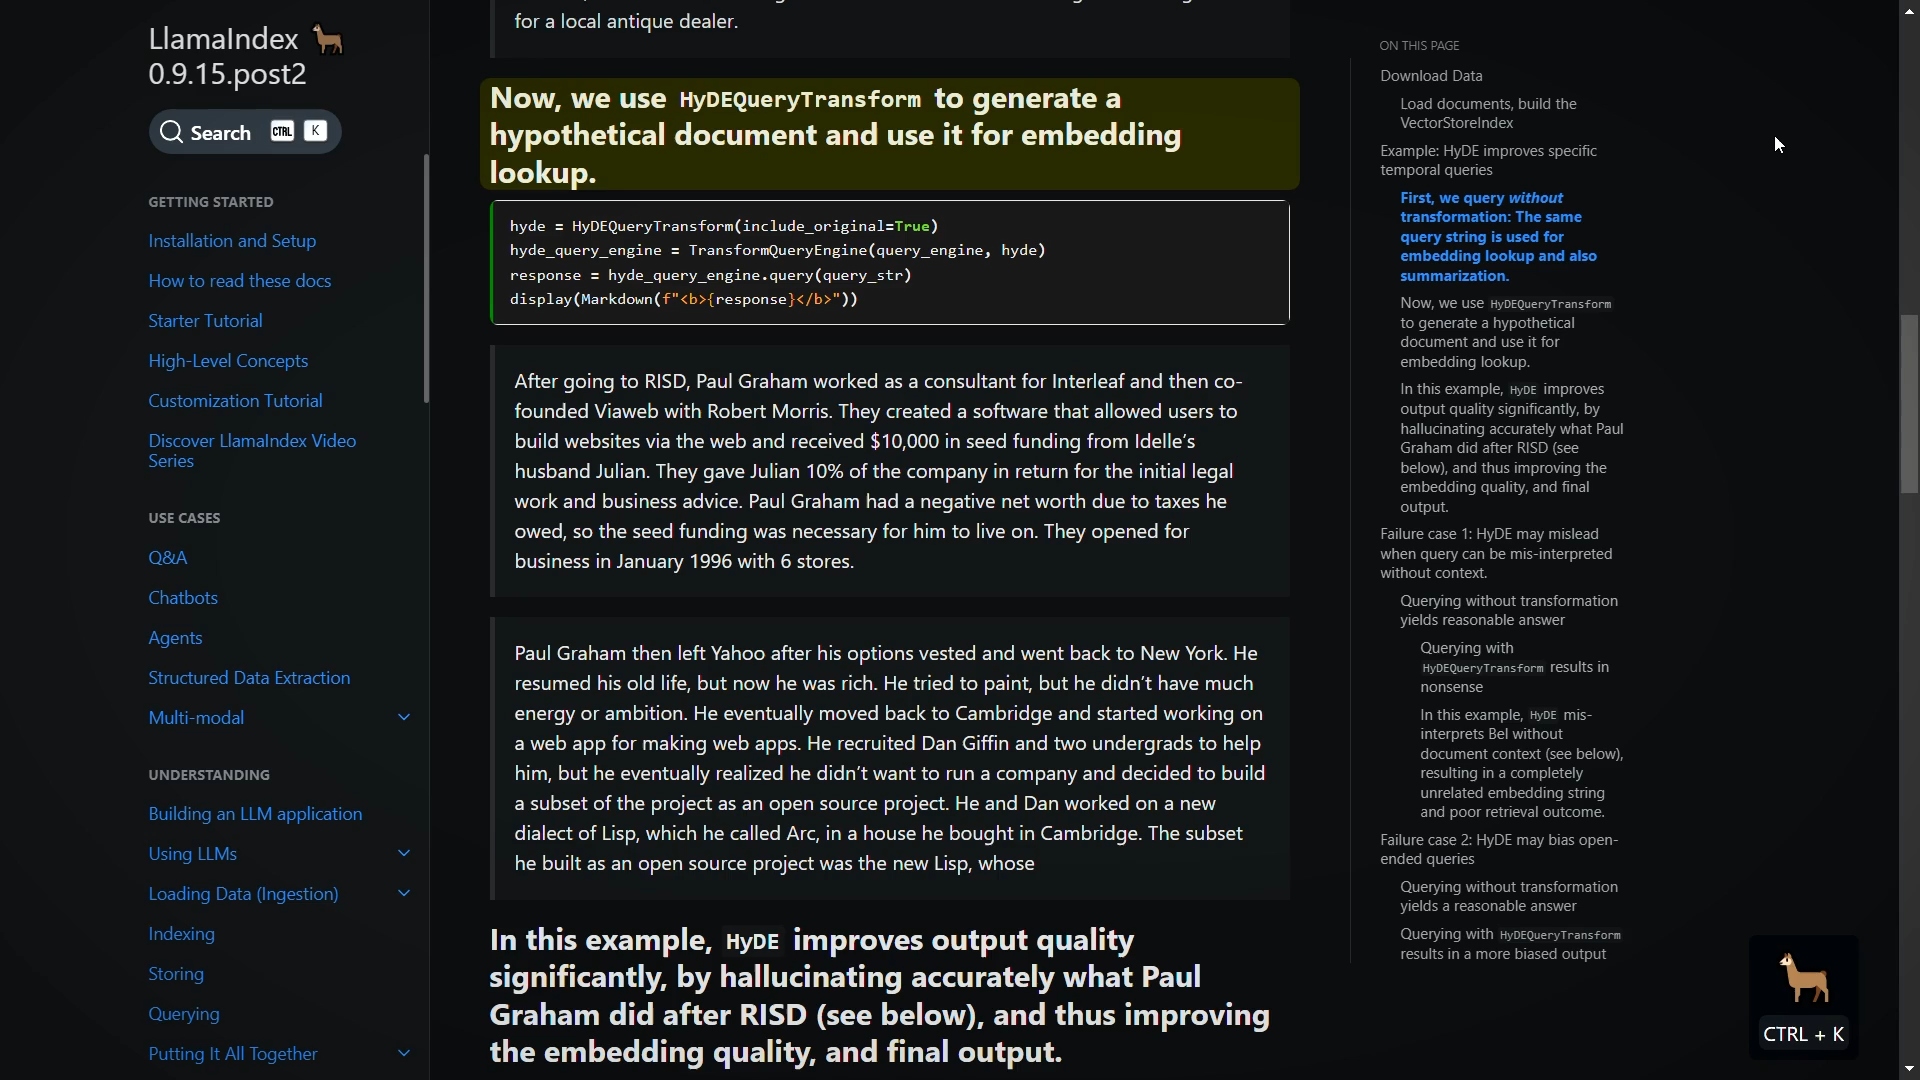 LlamaIndex
0.9.15.post2
Search CTRL K
GETTING STARTED
Installation and Setup
How to read these docs
Starter Tutorial
High-Level Concepts
Customization Tutorial
Discover LlamaIndex Video
Series
USE CASES
Q&A
Chatbots
Agents
Structured Data Extraction
Multi-modal
UNDERSTANDING
Building an LLM application
Using LLMs
Loading Data (Ingestion)
Indexing
Storing
Querying
Putting It All Together
for a local antique dealer.
Now, we use HyDEQueryTransform to generate a
hypothetical document and use it for embedding
lookup.
hyde = HyDEQueryTransform(include_original=True)
hyde_query_engine = TransformQueryEngine(query_engine, hyde)
response = hyde_query_engine.query(query_str)
display(Markdown(f"<b>{response}</b>"))
After going to RISD, Paul Graham worked as a consultant for Interleaf and then co-
founded Viaweb with Robert Morris. They created a software that allowed users to
build websites via the web and received $10,000 in seed funding from Idelle’s
husband Julian. They gave Julian 10% of the company in return for the initial legal
work and business advice. Paul Graham had a negative net worth due to taxes he
owed, so the seed funding was necessary for him to live on. They opened for
business in January 1996 with 6 stores.
Paul Graham then left Yahoo after his options vested and went back to New York. He
resumed his old life, but now he was rich. He tried to paint, but he didn’t have much
energy or ambition. He eventually moved back to Cambridge and started working on
a web app for making web apps. He recruited Dan Giffin and two undergrads to help
him, but he eventually realized he didn’t want to run a company and decided to build
a subset of the project as an open source project. He and Dan worked on a new
dialect of Lisp, which he called Arc, in a house he bought in Cambridge. The subset
he built as an open source project was the new Lisp, whose
In this example, HyDE improves output quality
significantly, by hallucinating accurately what Paul
Graham did after RISD (see below), and thus improving
the embedding quality, and final output.
ON THIS PAGE
Download Data
Load documents, build the
VectorStoreIndex
Example: HyDE improves specific
temporal queries
First, we query without
transformation: The same
query string is used for
embedding lookup and also
summarization.
Now, we use HyDEQueryTransform
to generate a hypothetical
document and use it for
embedding lookup.
In this example, HyDE improves
output quality significantly, by
hallucinating accurately what Paul
Graham did after RISD (see
below), and thus improving the
embedding quality, and final
output.
Failure case 1: HyDE may mislead
when query can be mis-interpreted
without context.
Querying without transformation
yields reasonable answer
Querying with
HyDEQueryTransform results in
nonsense
In this example, HyDE mis-
interprets Bel without
document context (see below),
resulting in a completely
unrelated embedding string
and poor retrieval outcome.
Failure case 2: HyDE may bias open-
ended queries
Querying without transformation
yields a reasonable answer
Querying with HyDEQueryTransform
results in a more biased output
CTRL + K